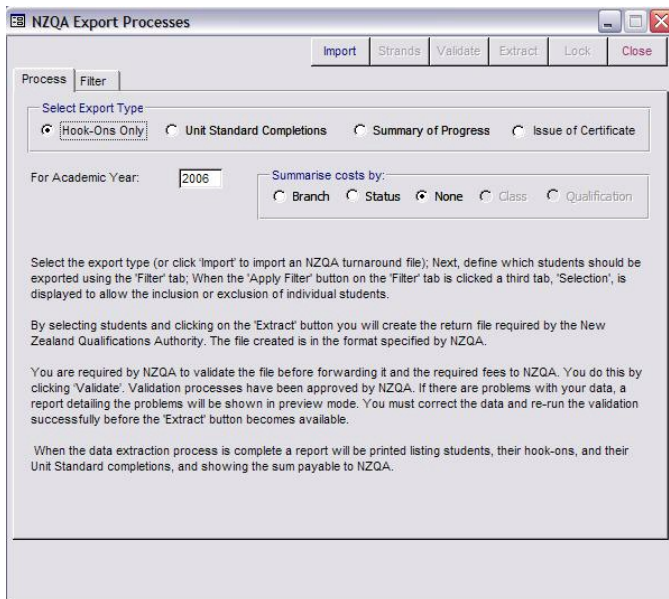 NZQA Export Processes
Import Strands Validate Extract Lock Close
Process Filter
Select Export Type
Hook-Ons Only Unit Standard Completions Summary of Progress Issue of Certificate
For Academic Year: 2006
Summarise costs by:
Branch Status None Class Qualification
Select the export type (or click 'Import' to import an NZQA turnaround file); Next, define which students should be
exported using the 'Filter' tab; When the 'Apply Filter' button on the 'Filter' tab is clicked a third tab, 'Selection', is
displayed to allow the inclusion or exclusion of individual students.
By selecting students and clicking on the 'Extract' button you will create the return file required by the New
Zealand Qualifications Authority. The file created is in the format specified by NZQA.
You are required by NZQA to validate the file before forwarding it and the required fees to NZQA. You do this by
clicking 'Validate'. Validation processes have been approved by NZQA. If there are problems with your data, a
report detailing the problems will be shown in preview mode. You must correct the data and re-run the validation
successfully before the 'Extract' button becomes available.
When the data extraction process is complete a report will be printed listing students, their hook-ons, and their
Unit Standard completions, and showing the sum payable to NZQA.